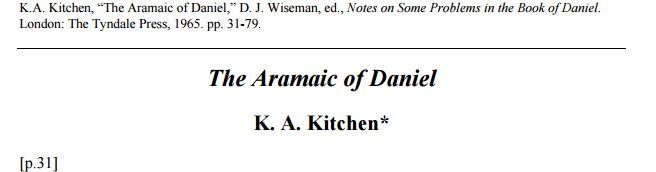 K.A. Kitchen, “The Aramaic of Daniel,” D. J. Wiseman, ed., Notes on Some Problems in the Book of Daniel.
London: The Tyndale Press, 1965. pp. 31-79.
The Aramaic of Daniel
K. A. Kitchen*
[p.31]